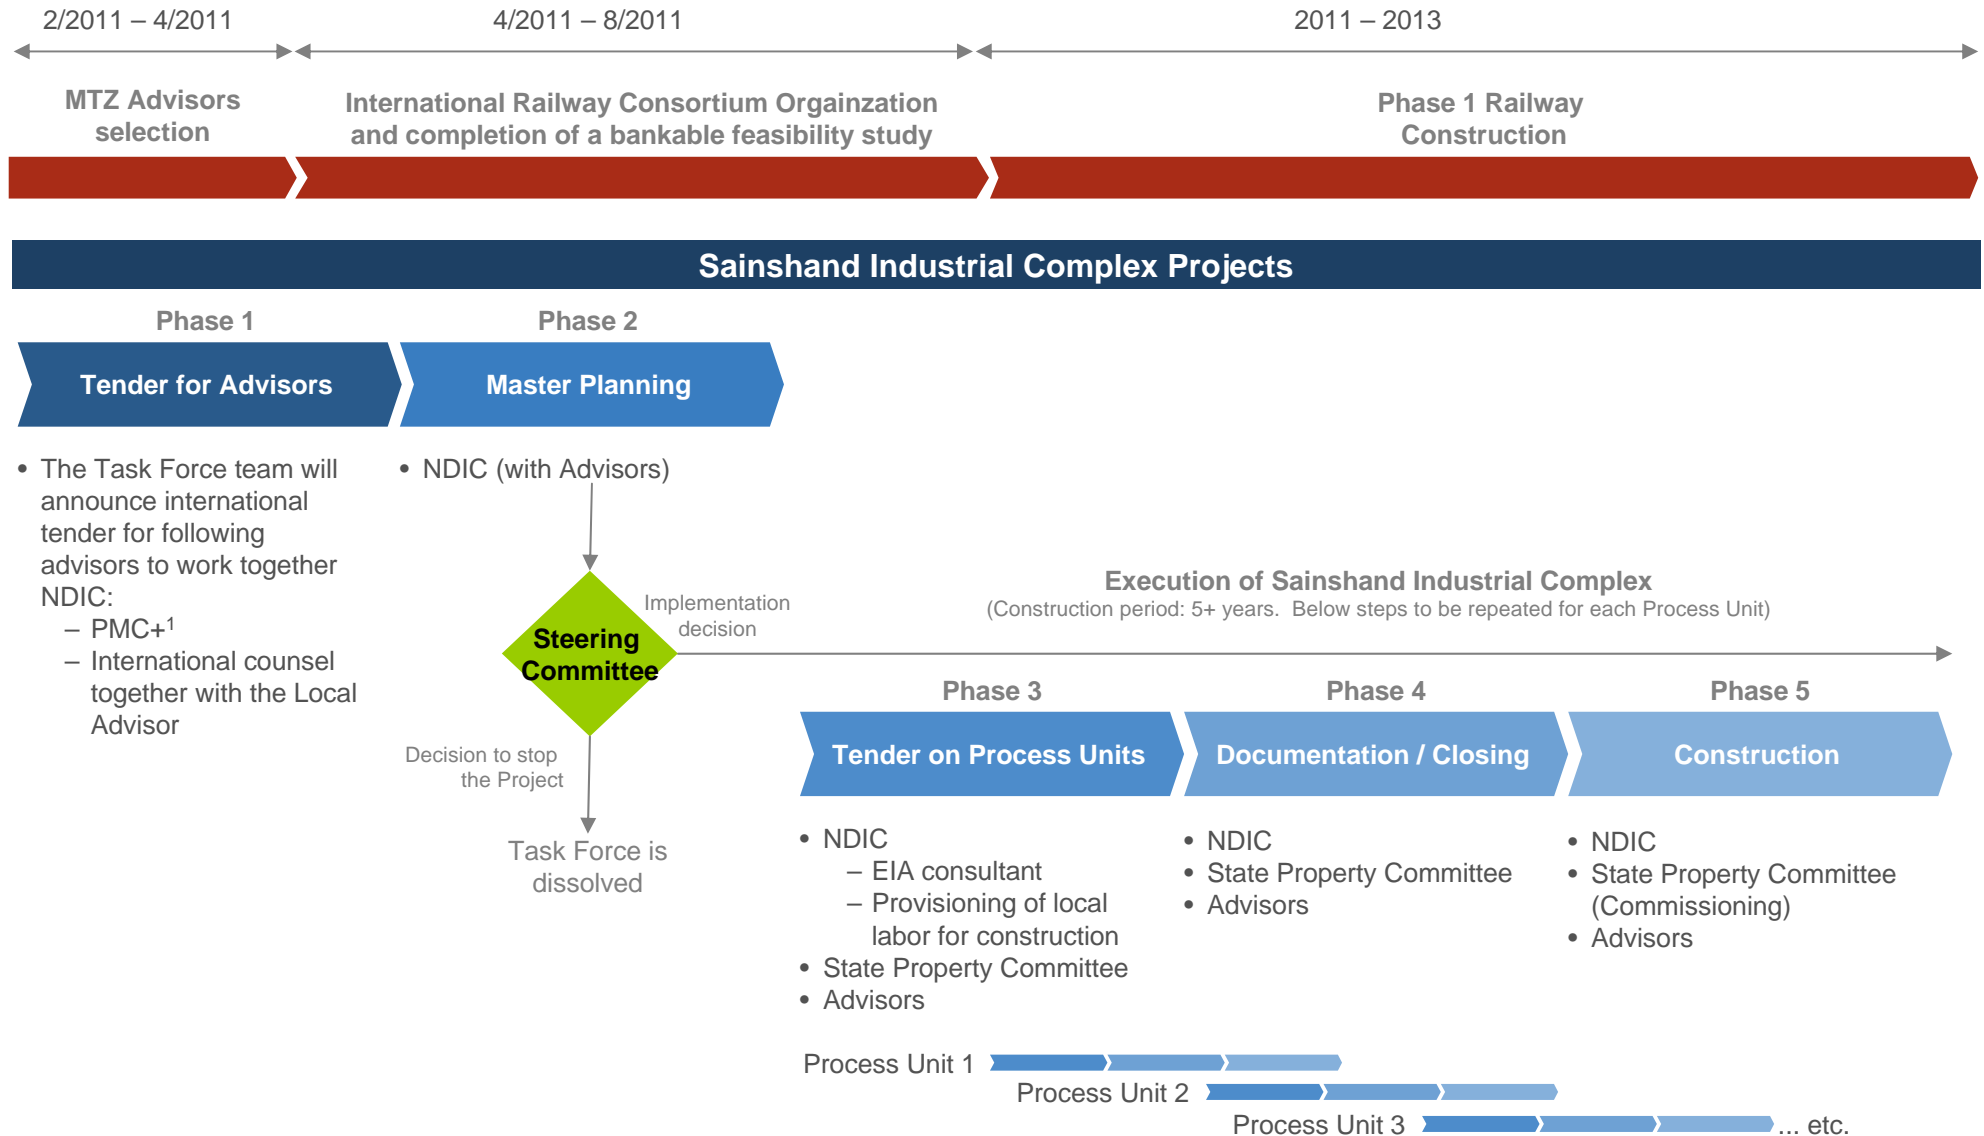 2/2011 – 4/2011
4/2011 – 8/2011
2011 – 2013
MTZ Advisors
selection
International Railway Consortium Orgainzation
and completion of a bankable feasibility study
Phase 1 Railway
Construction
Sainshand Industrial Complex Projects
Phase 1
Phase 2
Tender for Advisors
Master Planning
• The Task Force team will
announce international
tender for following
advisors to work together
NDIC:
– PMC+¹
– International counsel
together with the Local
Advisor
• NDIC (with Advisors)
Steering
Committee
Implementation
decision
Decision to stop
the Project
Task Force is
dissolved
Execution of Sainshand Industrial Complex
(Construction period: 5+ years.  Below steps to be repeated for each Process Unit)
Phase 3
Phase 4
Phase 5
Tender on Process Units
Documentation / Closing
Construction
• NDIC
– EIA consultant
– Provisioning of local
labor for construction
• State Property Committee
• Advisors
• NDIC
• State Property Committee
• Advisors
• NDIC
• State Property Committee
(Commissioning)
• Advisors
Process Unit 1
Process Unit 2
Process Unit 3
... etc.